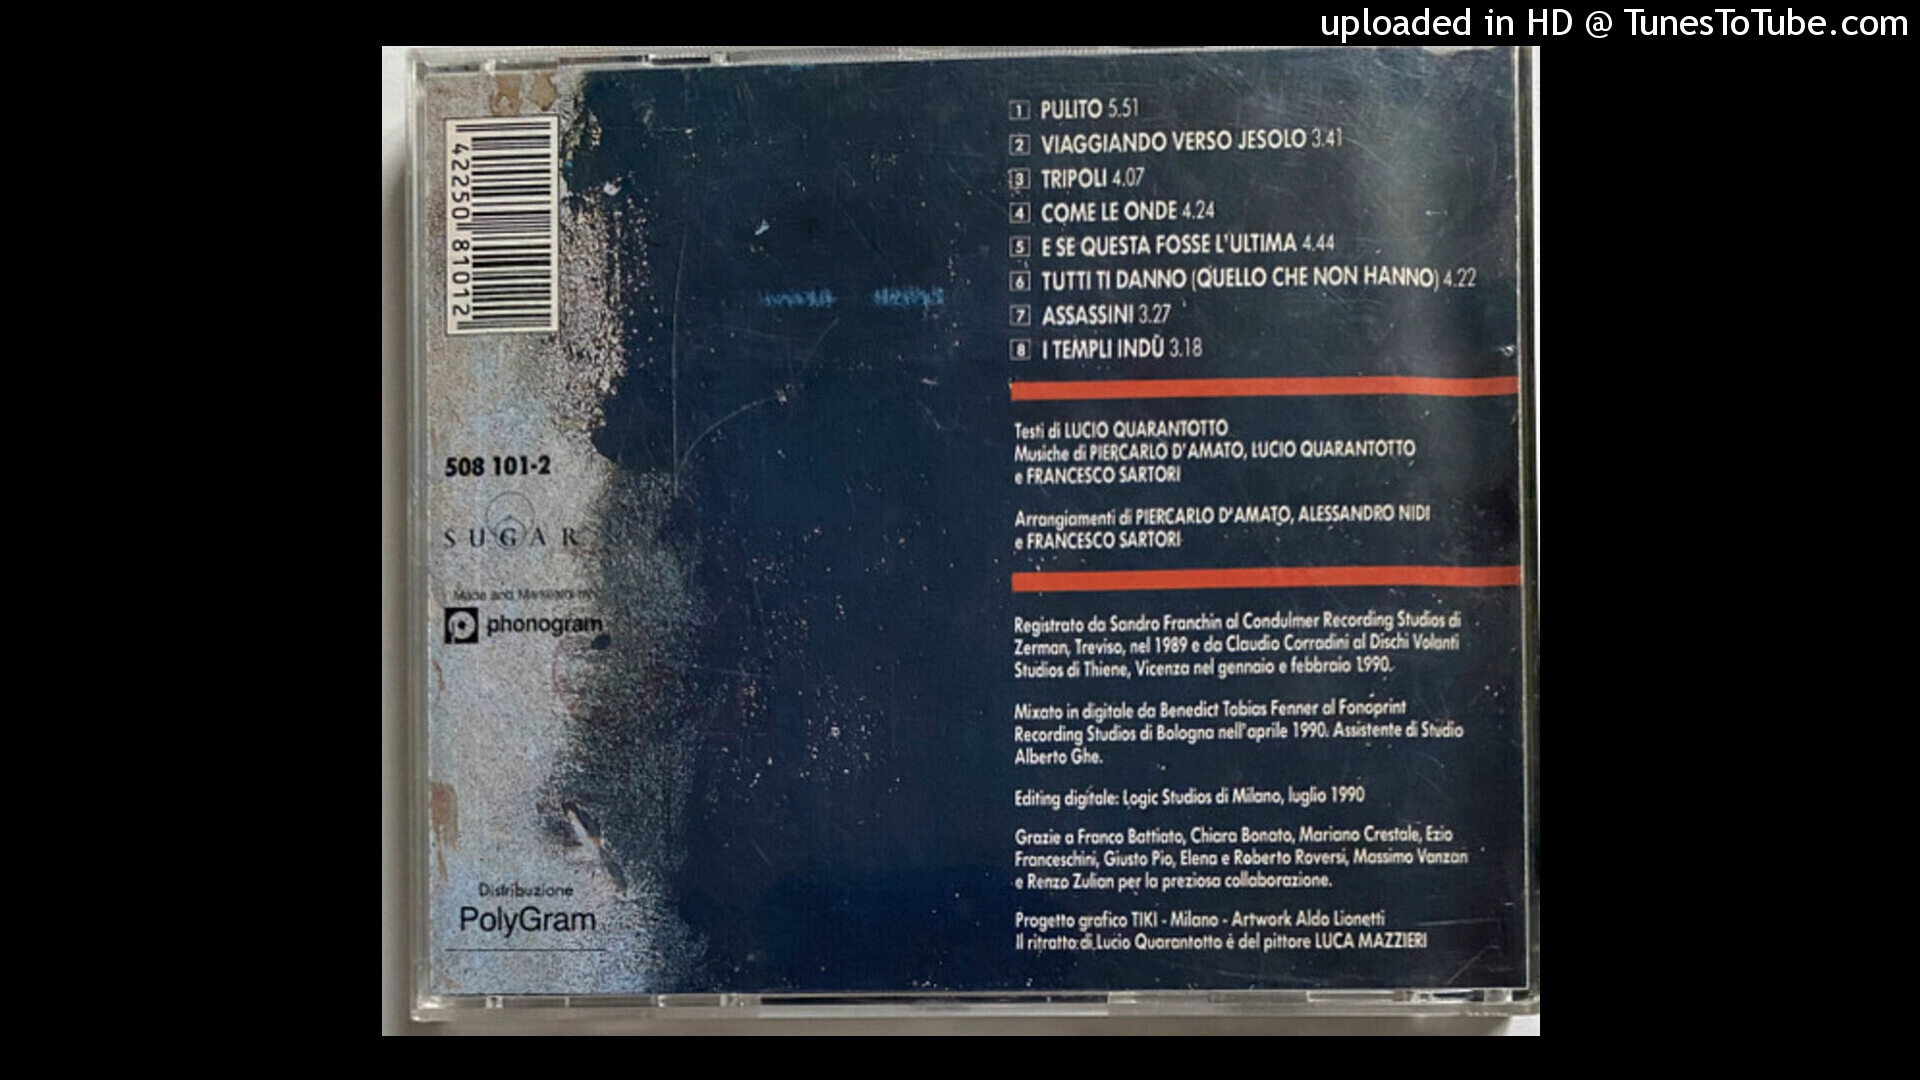 uploaded in HD @ TunesToTube.com
1 PULITO 5.51
2 VIAGGIANDO VERSO JESOLO 3.41
3 TRIPOLI 4.07
4 COME LE ONDE 4.24
5 E SE QUESTA FOSSE L'ULTIMA 4.44
6 TUTTI TI DANNO (QUELLO CHE NON HANNO) 4.22
7 ASSASSINI 3.27
8 I TEMPLI INDÙ 3.18
Testi di LUCIO QUARANTOTTO
Musiche di PIERCARLO D'AMATO, LUCIO QUARANTOTTO
e FRANCESCO SARTORI
Arrangiamenti di PIERCARLO D'AMATO, ALESSANDRO NIDI
e FRANCESCO SARTORI
Registrato da Sandro Franchin al Condulmer Recording Studios di
Zerman, Treviso, nel 1989 e da Claudio Corradini al Dischi Volanti
Studios di Thiene, Vicenza nel gennaio e febbraio 1990.
Mixato in digitale da Benedict Tobias Fenner al Fonoprint
Recording Studios di Bologna nell'aprile 1990. Assistente di Studio
Alberto Ghe.
Editing digitale: Logic Studios di Milano, luglio 1990
Grazie a Franco Battiato, Chiara Bonato, Mariano Crestale, Ezio
Franceschini, Giusto Pio, Elena e Roberto Roversi, Massimo Vanzan
e Renzo Zulian per la preziosa collaborazione.
Progetto grafico TIKI - Milano - Artwork Aldo Lionetti
Il ritratto di Lucio Quarantotto è del pittore LUCA MAZZIERI
42250 81012
508 101-2
SUGAR
Made and Marketed by
phonogram
Distribuzione
PolyGram